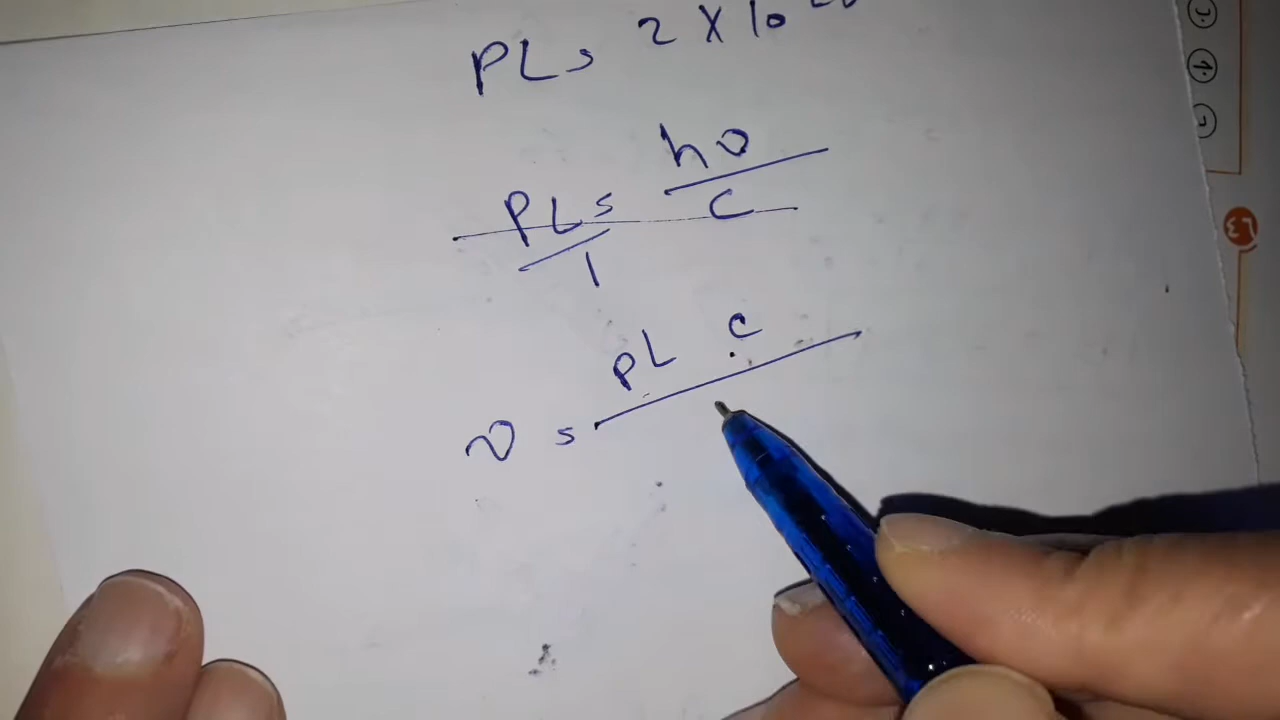 PL = 2 × 10
PL / 1 = hυ / C
υ = PL C /